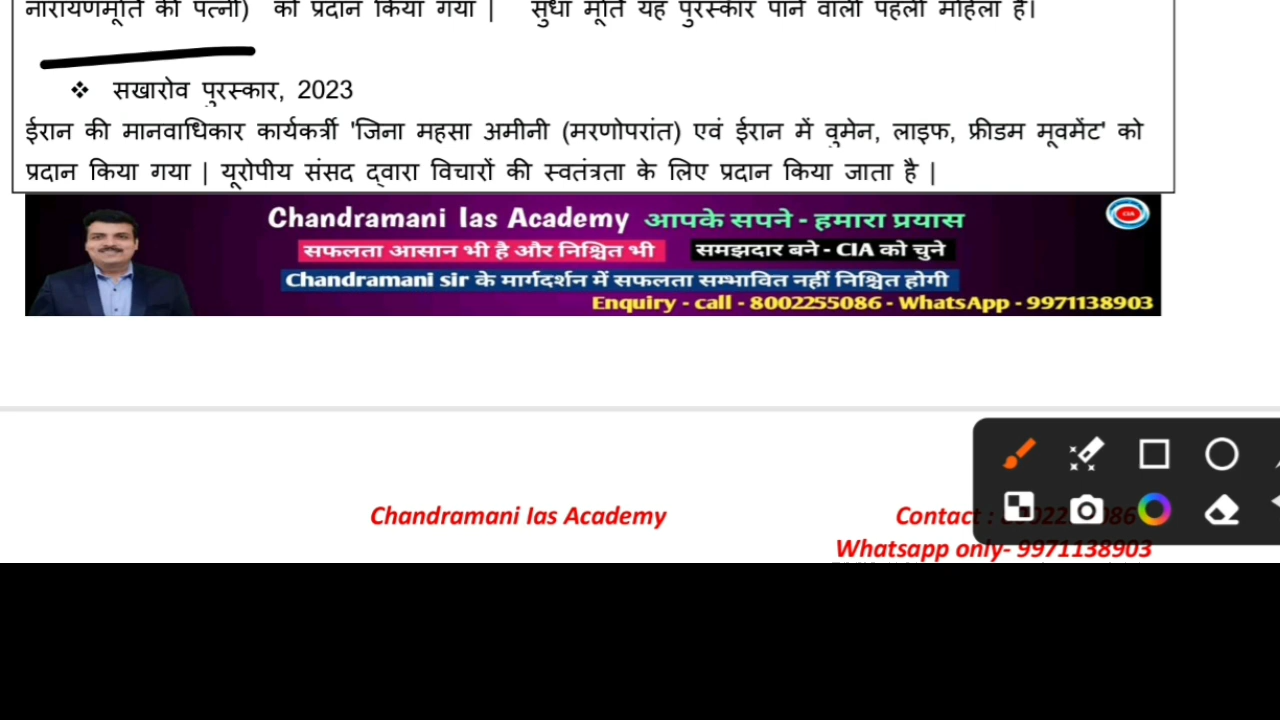 नारायणमूर्ति की पत्नी) को प्रदान किया गया | सुधा मूर्ति यह पुरस्कार पाने वाली पहली महिला हैं।
❖ सखारोव पुरस्कार, 2023
ईरान की मानवाधिकार कार्यकर्त्री 'जिना महसा अमीनी (मरणोपरांत) एवं ईरान में वुमेन, लाइफ, फ्रीडम मूवमेंट' को
प्रदान किया गया | यूरोपीय संसद द्वारा विचारों की स्वतंत्रता के लिए प्रदान किया जाता है |
Chandramani Ias Academy आपके सपने - हमारा प्रयास
CIA
सफलता आसान भी है और निश्चित भी समझदार बने - CIA को चुने
Chandramani sir के मार्गदर्शन में सफलता सम्भावित नहीं निश्चित होगी
Enquiry - call - 8002255086 - WhatsApp - 9971138903
Chandramani Ias Academy Contact :
Whatsapp only- 9971138903